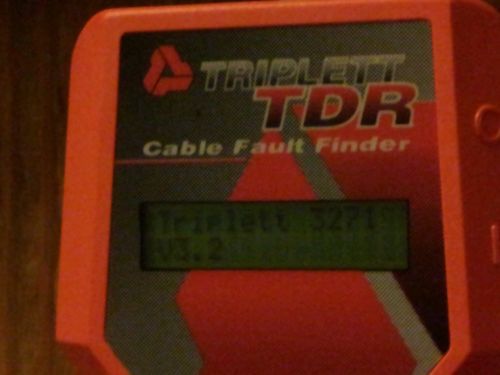 TRIPLETT
TDR
Cable Fault Finder
Triplett 3271
V3.2